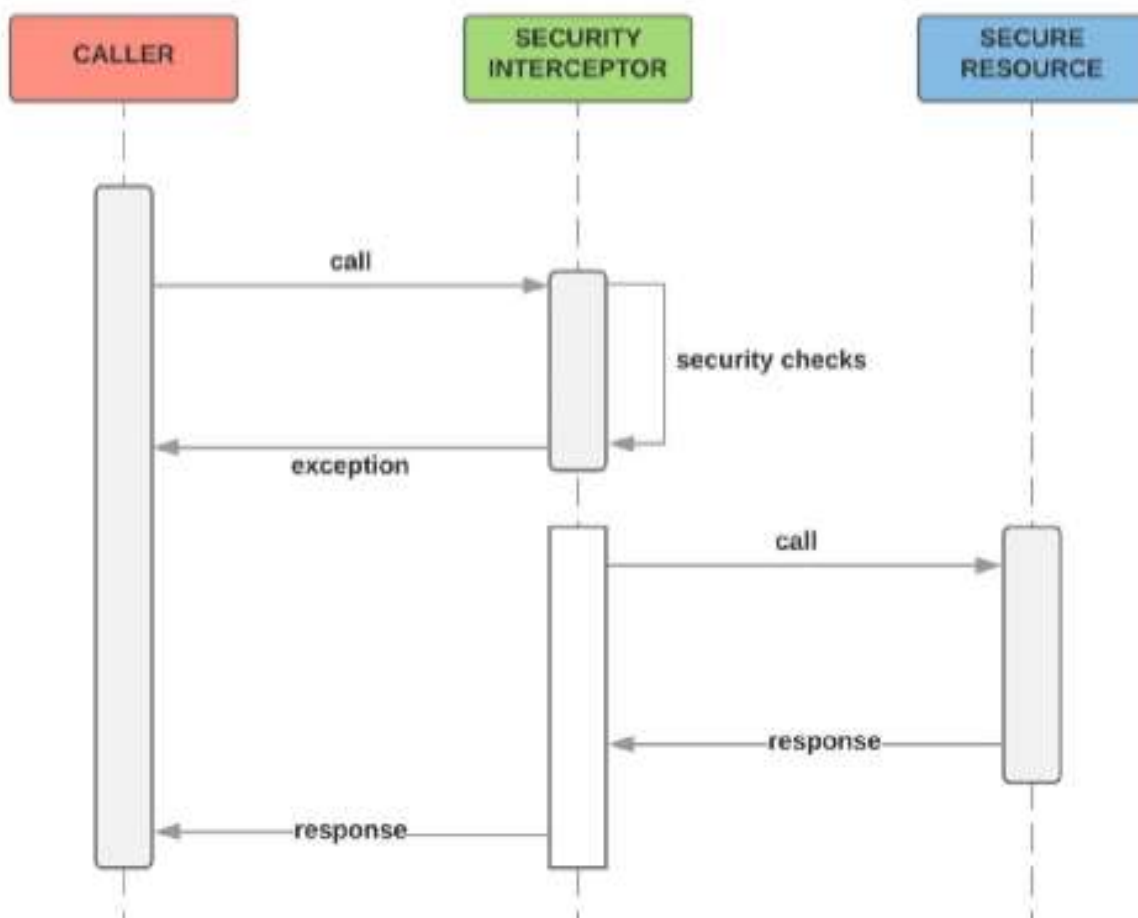 CALLER
SECURITY
INTERCEPTOR
SECURE
RESOURCE
call
security checks
exception
call
response
response